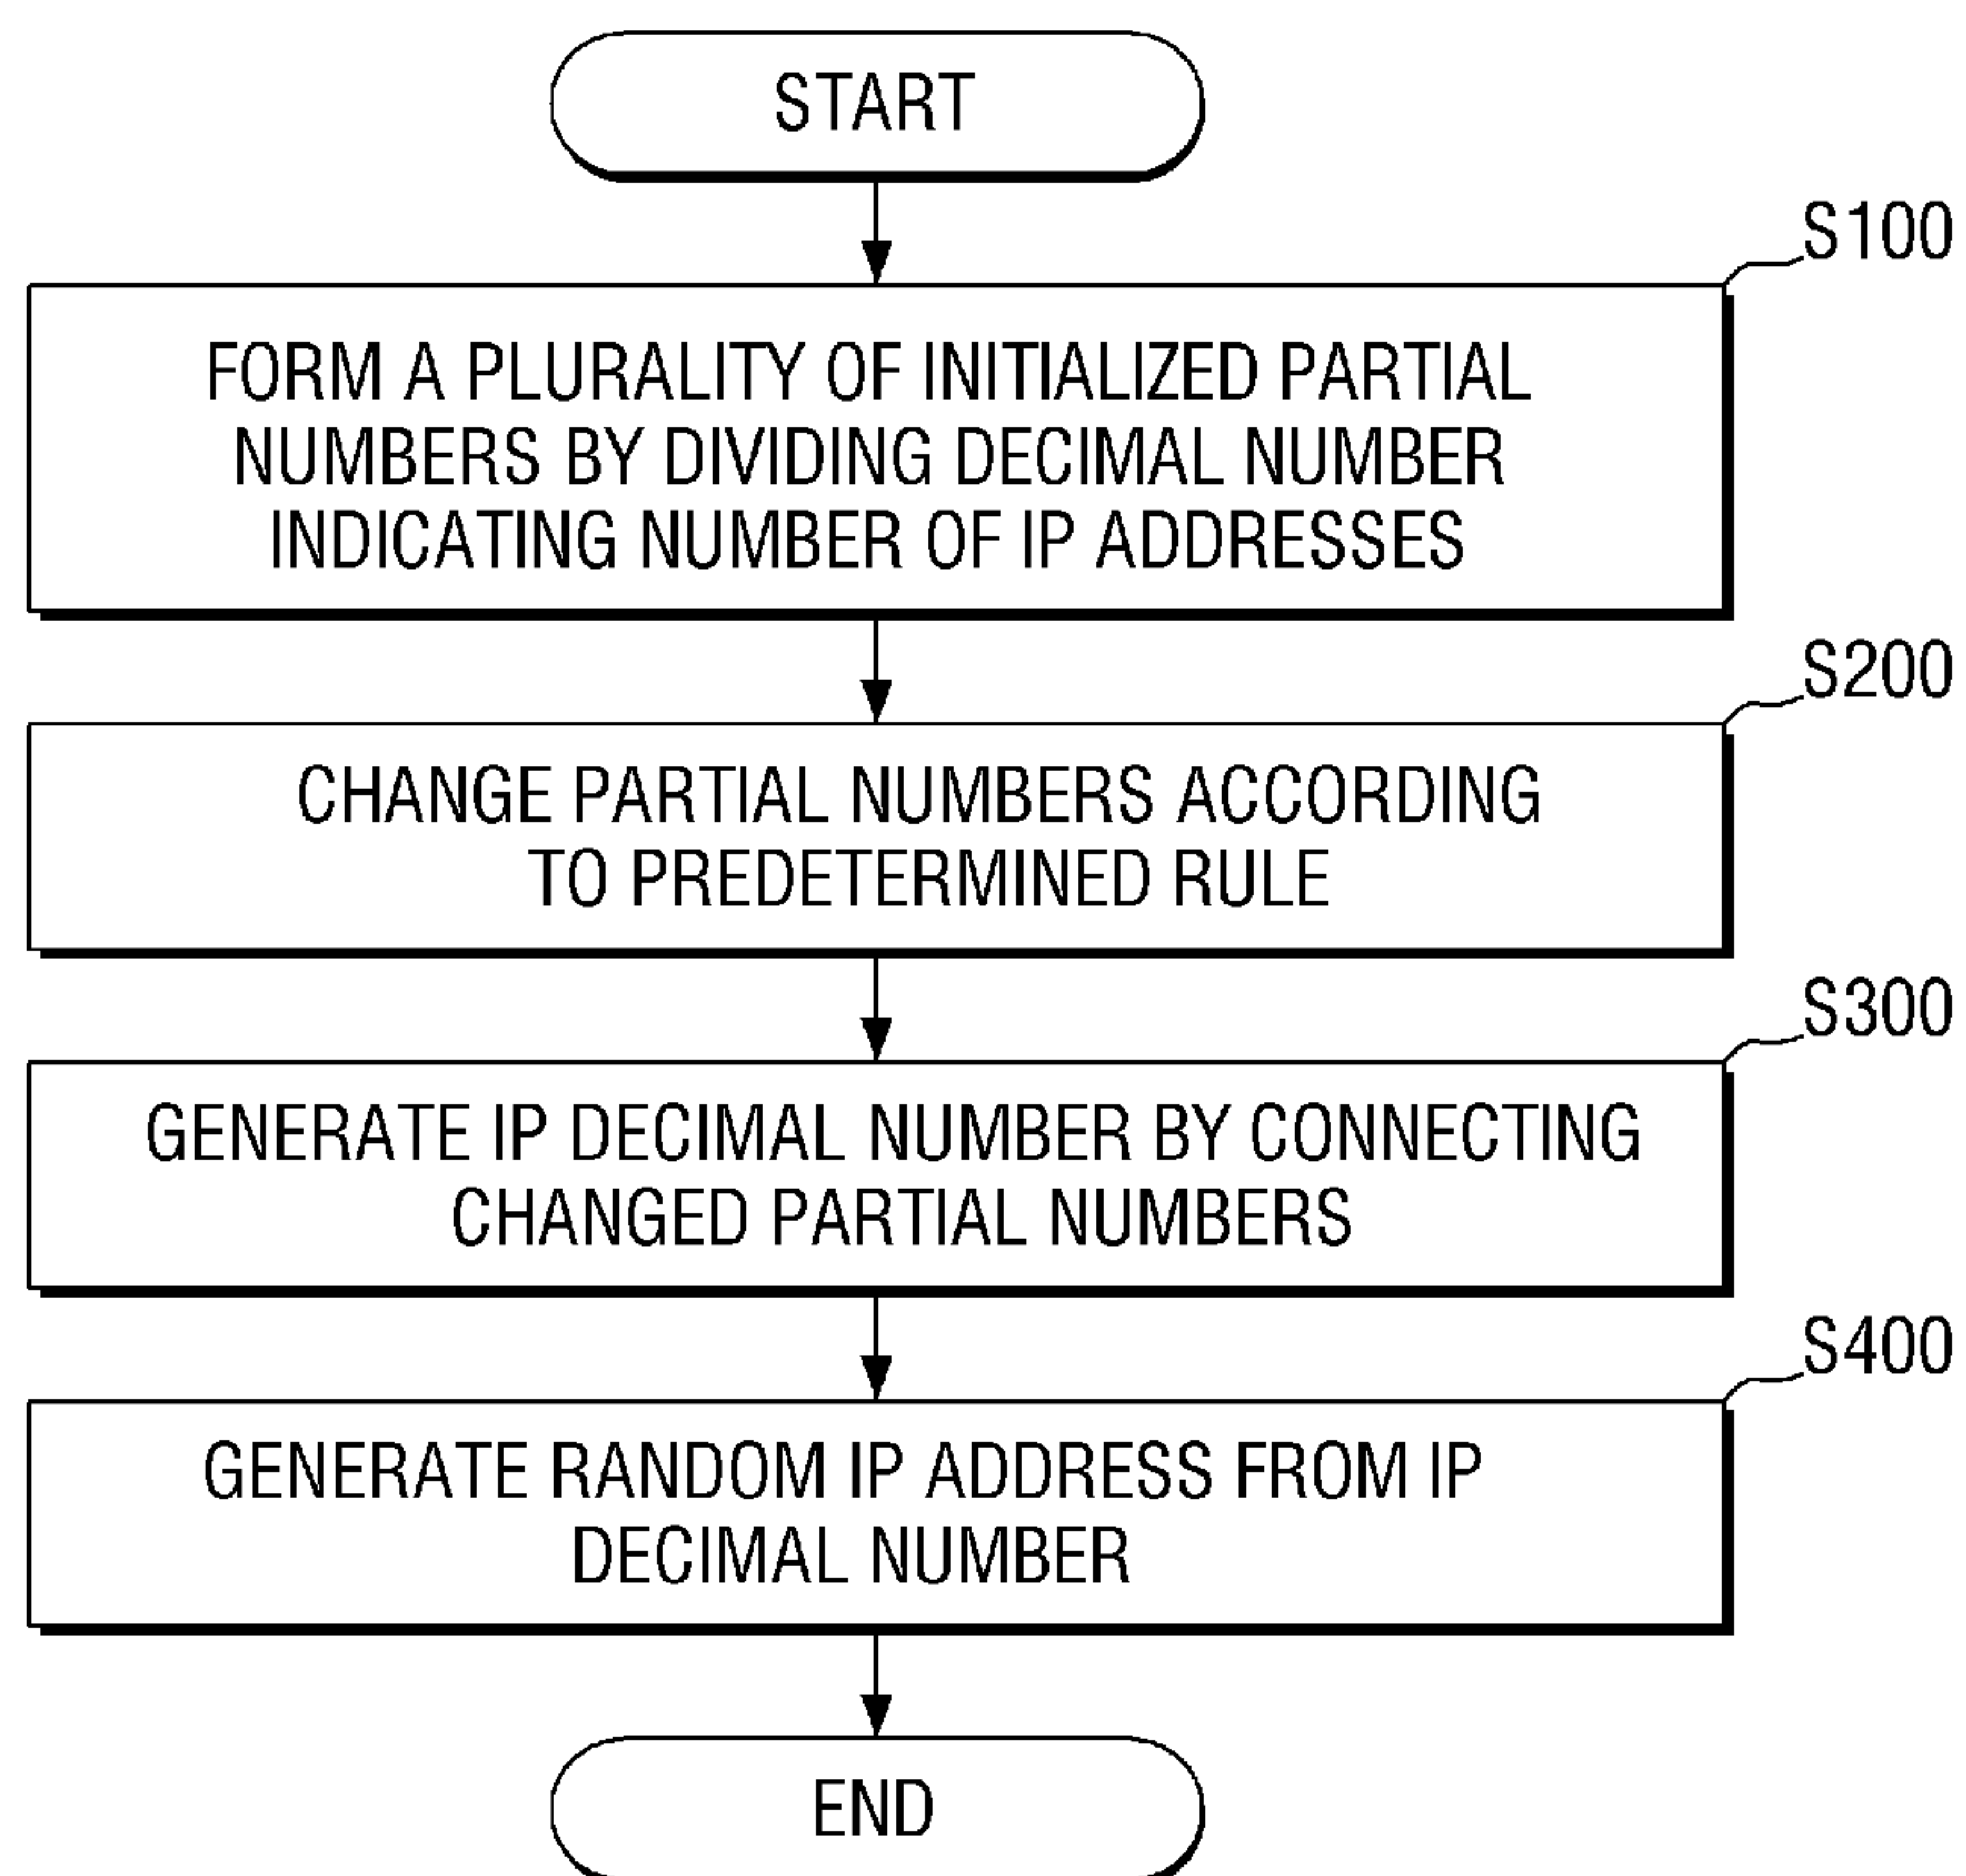 START
S100
FORM A PLURALITY OF INITIALIZED PARTIAL
NUMBERS BY DIVIDING DECIMAL NUMBER
INDICATING NUMBER OF IP ADDRESSES
S200
CHANGE PARTIAL NUMBERS ACCORDING
TO PREDETERMINED RULE
S300
GENERATE IP DECIMAL NUMBER BY CONNECTING
CHANGED PARTIAL NUMBERS
S400
GENERATE RANDOM IP ADDRESS FROM IP
DECIMAL NUMBER
END